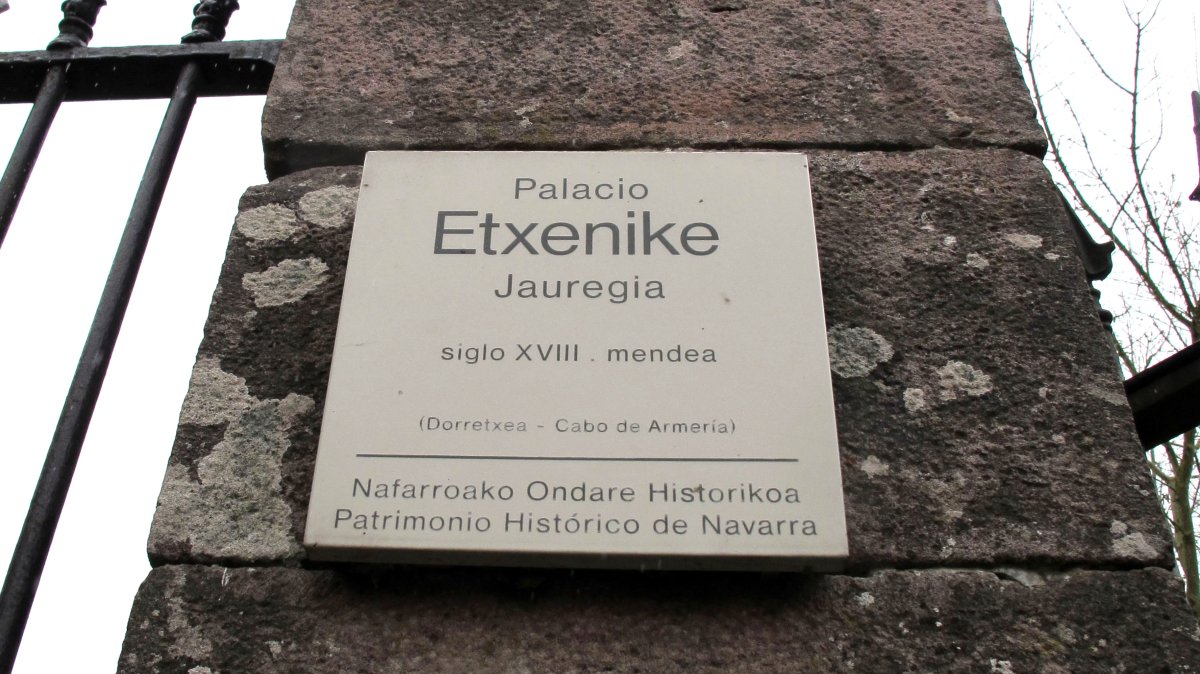 Palacio
Etxenike
Jauregia
siglo XVIII . mendea
(Dorretxea - Cabo de Armería)
Nafarroako Ondare Historikoa
Patrimonio Histórico de Navarra